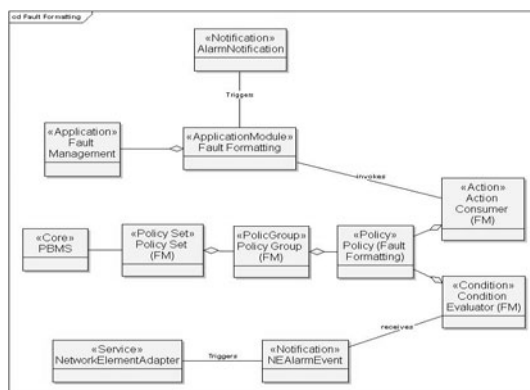 cd Fault Formatting
«Notification»
AlarmNotification
Triggers
«Application»
Fault
Management
«ApplicationModule»
Fault Formatting
invokes
«Action»
Action
Consumer
(FM)
«Core»
PBMS
«Policy Set»
Policy Set
(FM)
«PolicGroup»
Policy Group
(FM)
«Policy»
Policy (Fault
Formatting)
«Condition»
Condition
Evaluator (FM)
receives
«Service»
NetworkElementAdapter
Triggers
«Notification»
NEAlarmEvent